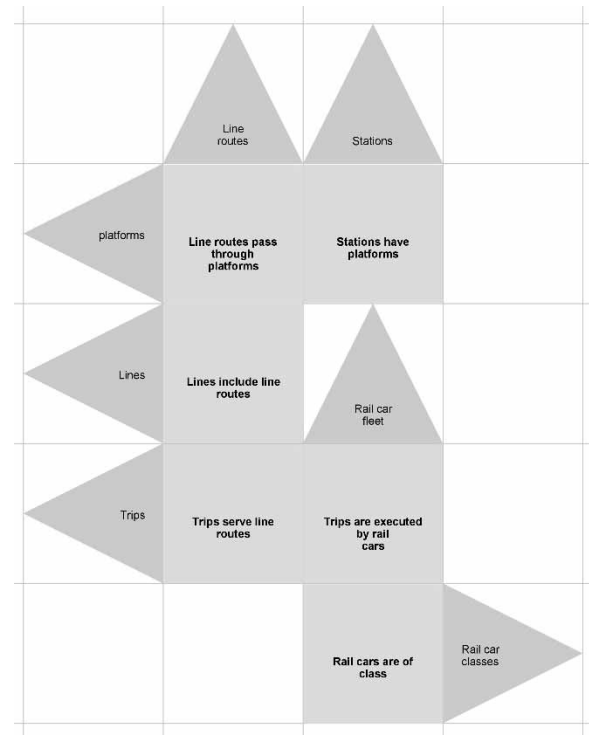 Line
routes
Stations
platforms
Line routes pass
through
platforms
Stations have
platforms
Lines
Lines include line
routes
Rail car
fleet
Trips
Trips serve line
routes
Trips are executed
by rail
cars
Rail cars are of
class
Rail car
classes